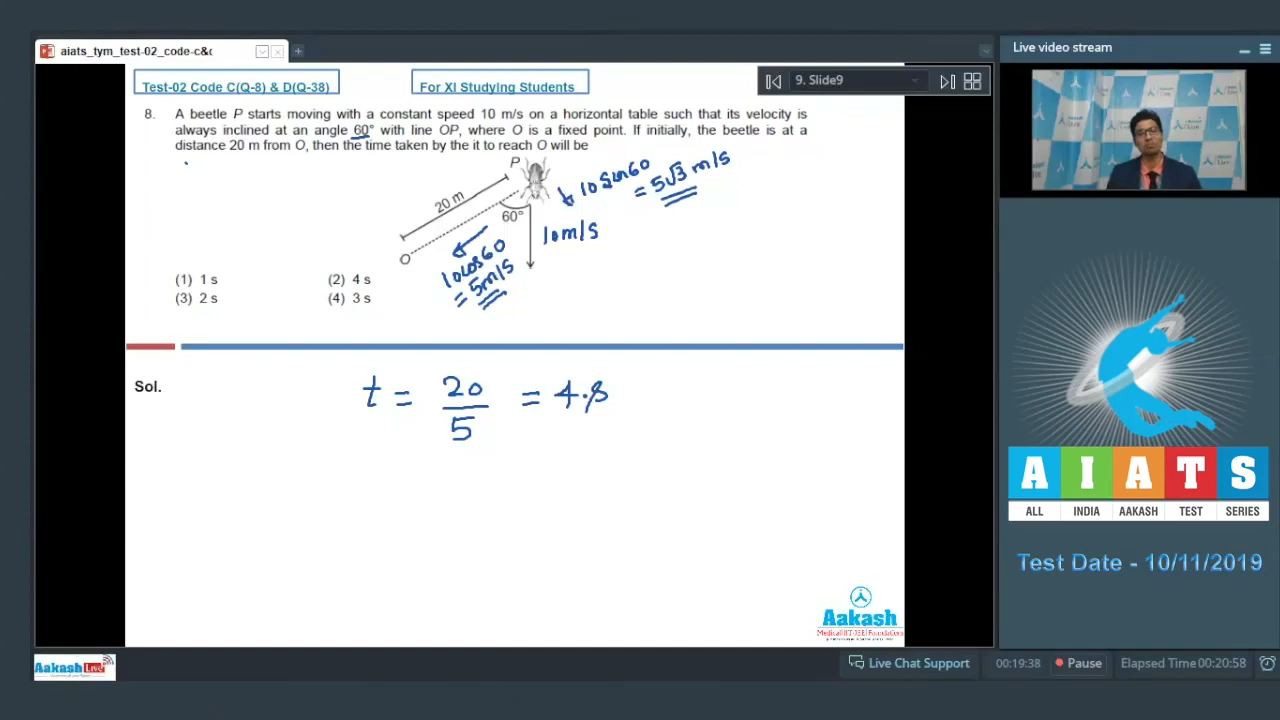 aiats_tym_test-02_code-c&c
Live video stream
Test-02 Code C(Q-8) & D(Q-38)
For XI Studying Students
9. Slide9
8. A beetle P starts moving with a constant speed 10 m/s on a horizontal table such that its velocity is
always inclined at an angle 60° with line OP, where O is a fixed point. If initially, the beetle is at a
distance 20 m from O, then the time taken by the it to reach O will be
P
20 m
60°
O
10 sin60
= 5√3 m/s
10m/s
10cos60
= 5m/s
(1) 1 s
(2) 4 s
(3) 2 s
(4) 3 s
Sol.
t = 20/5 = 4.s
AIATS
ALL INDIA AAKASH TEST SERIES
Test Date - 10/11/2019
Aakash
Medical|IIT-JEE|Foundations
Aakash Live
Live Chat Support
00:19:38
Pause
Elapsed Time 00:20:58